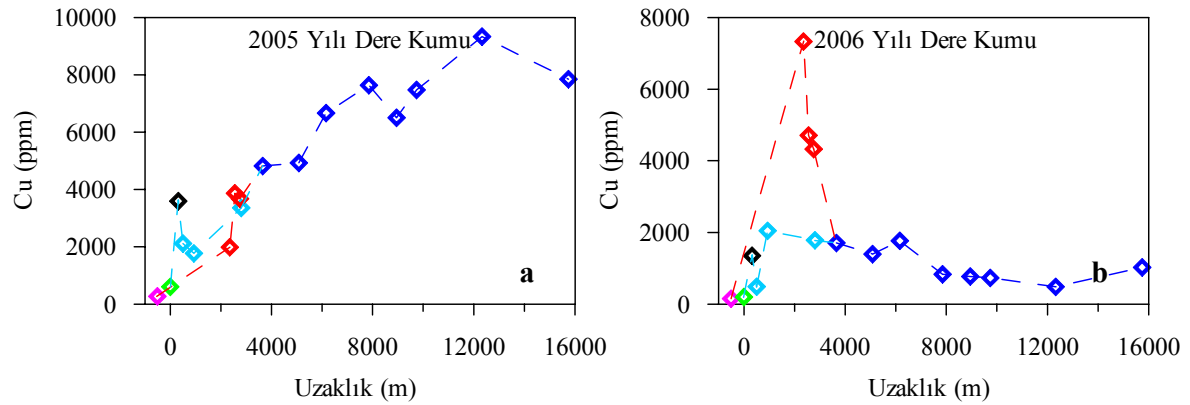 2005 Yılı Dere Kumu
10000
8000
6000
4000
2000
0
Cu (ppm)
a
0 4000 8000 12000 16000
Uzaklık (m)
2006 Yılı Dere Kumu
8000
6000
4000
2000
0
Cu (ppm)
b
0 4000 8000 12000 16000
Uzaklık (m)